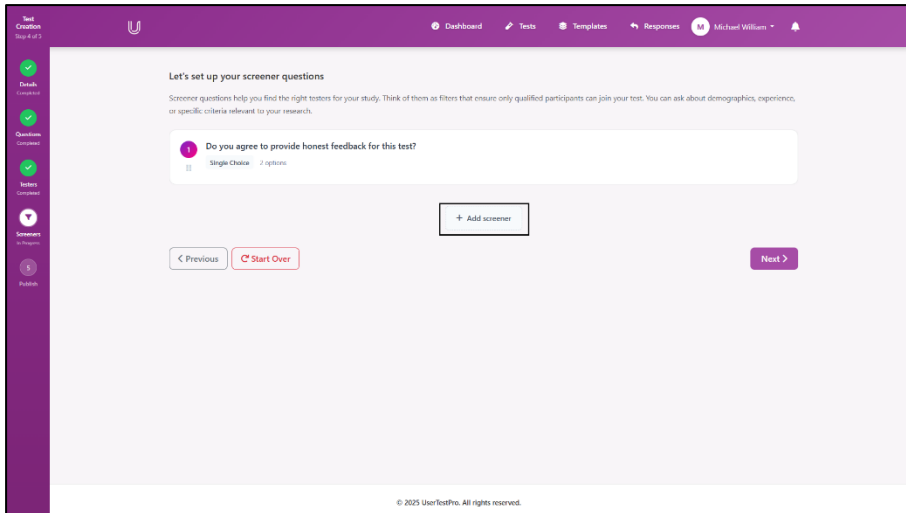 Test
Creation
Step 4 of 5
Dashboard
Tests
Templates
Responses
M
Michael William
Details
Completed
Questions
Completed
Testers
Completed
Screeners
In Progress
5
Publish
Let's set up your screener questions
Screener questions help you find the right testers for your study. Think of them as filters that ensure only qualified participants can join your test. You can ask about demographics, experience,
or specific criteria relevant to your research.
1
Do you agree to provide honest feedback for this test?
Single Choice 2 options
+ Add screener
Previous
Start Over
Next
© 2025 UserTestPro. All rights reserved.